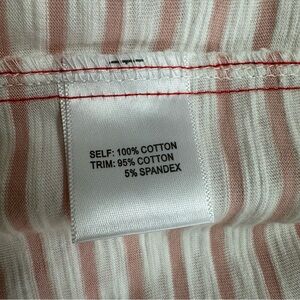 SELF: 100% COTTON
TRIM: 95% COTTON
5% SPANDEX